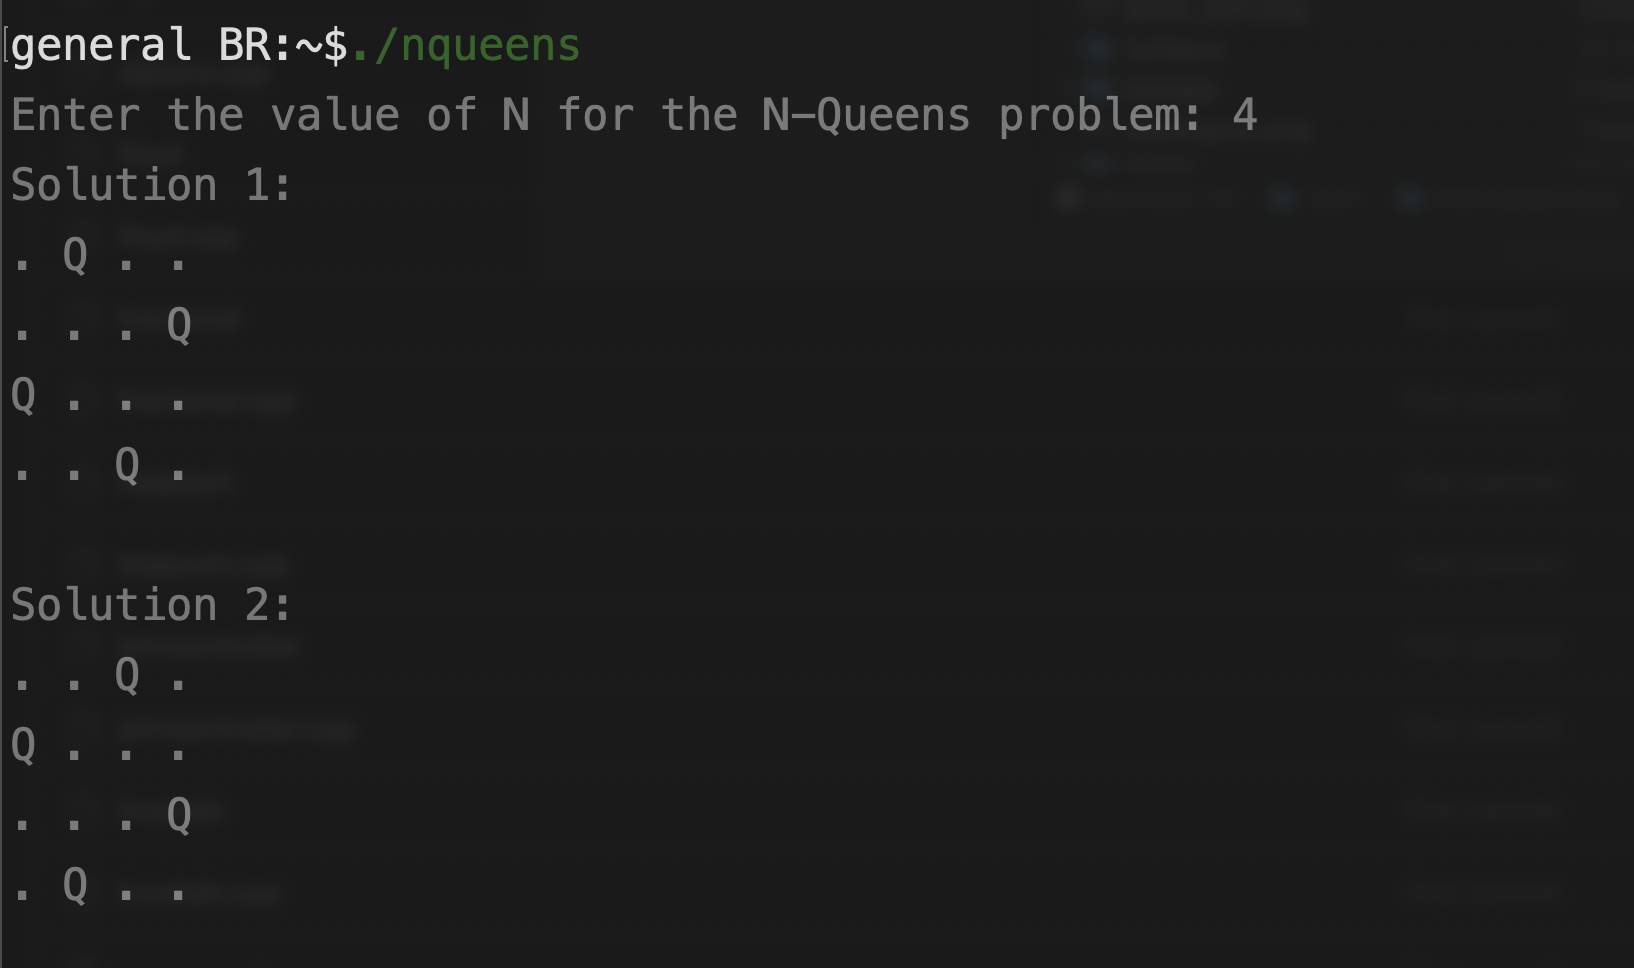 general BR:~$./nqueens
Enter the value of N for the N-Queens problem: 4
Solution 1:
. Q . .
. . . Q
Q . . .
. . Q .
Solution 2:
. . Q .
Q . . .
. . . Q
. Q . .